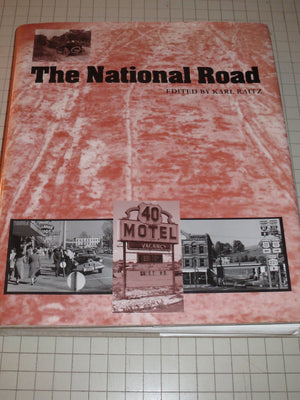 The National Road
EDITED BY KARL RAITZ
40
MOTEL
VACANCY